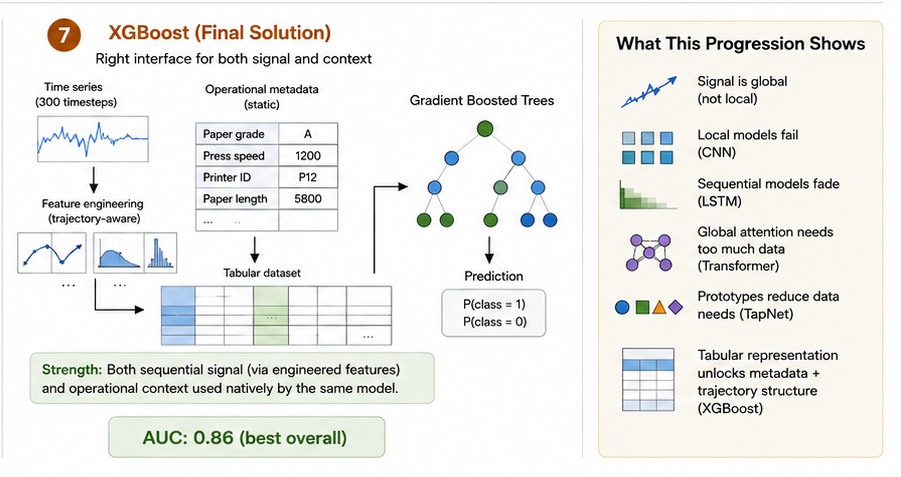 7
XGBoost (Final Solution)
Right interface for both signal and context
Time series
(300 timesteps)
Feature engineering
(trajectory-aware)
...
...
Operational metadata
(static)
Paper grade A
Press speed 1200
Printer ID P12
Paper length 5800
... ..
Tabular dataset
...
...
Gradient Boosted Trees
Prediction
P(class = 1)
P(class = 0)
Strength: Both sequential signal (via engineered features)
and operational context used natively by the same model.
AUC: 0.86 (best overall)
What This Progression Shows
Signal is global
(not local)
Local models fail
(CNN)
Sequential models fade
(LSTM)
Global attention needs
too much data
(Transformer)
Prototypes reduce data
needs (TapNet)
Tabular representation
unlocks metadata +
trajectory structure
(XGBoost)